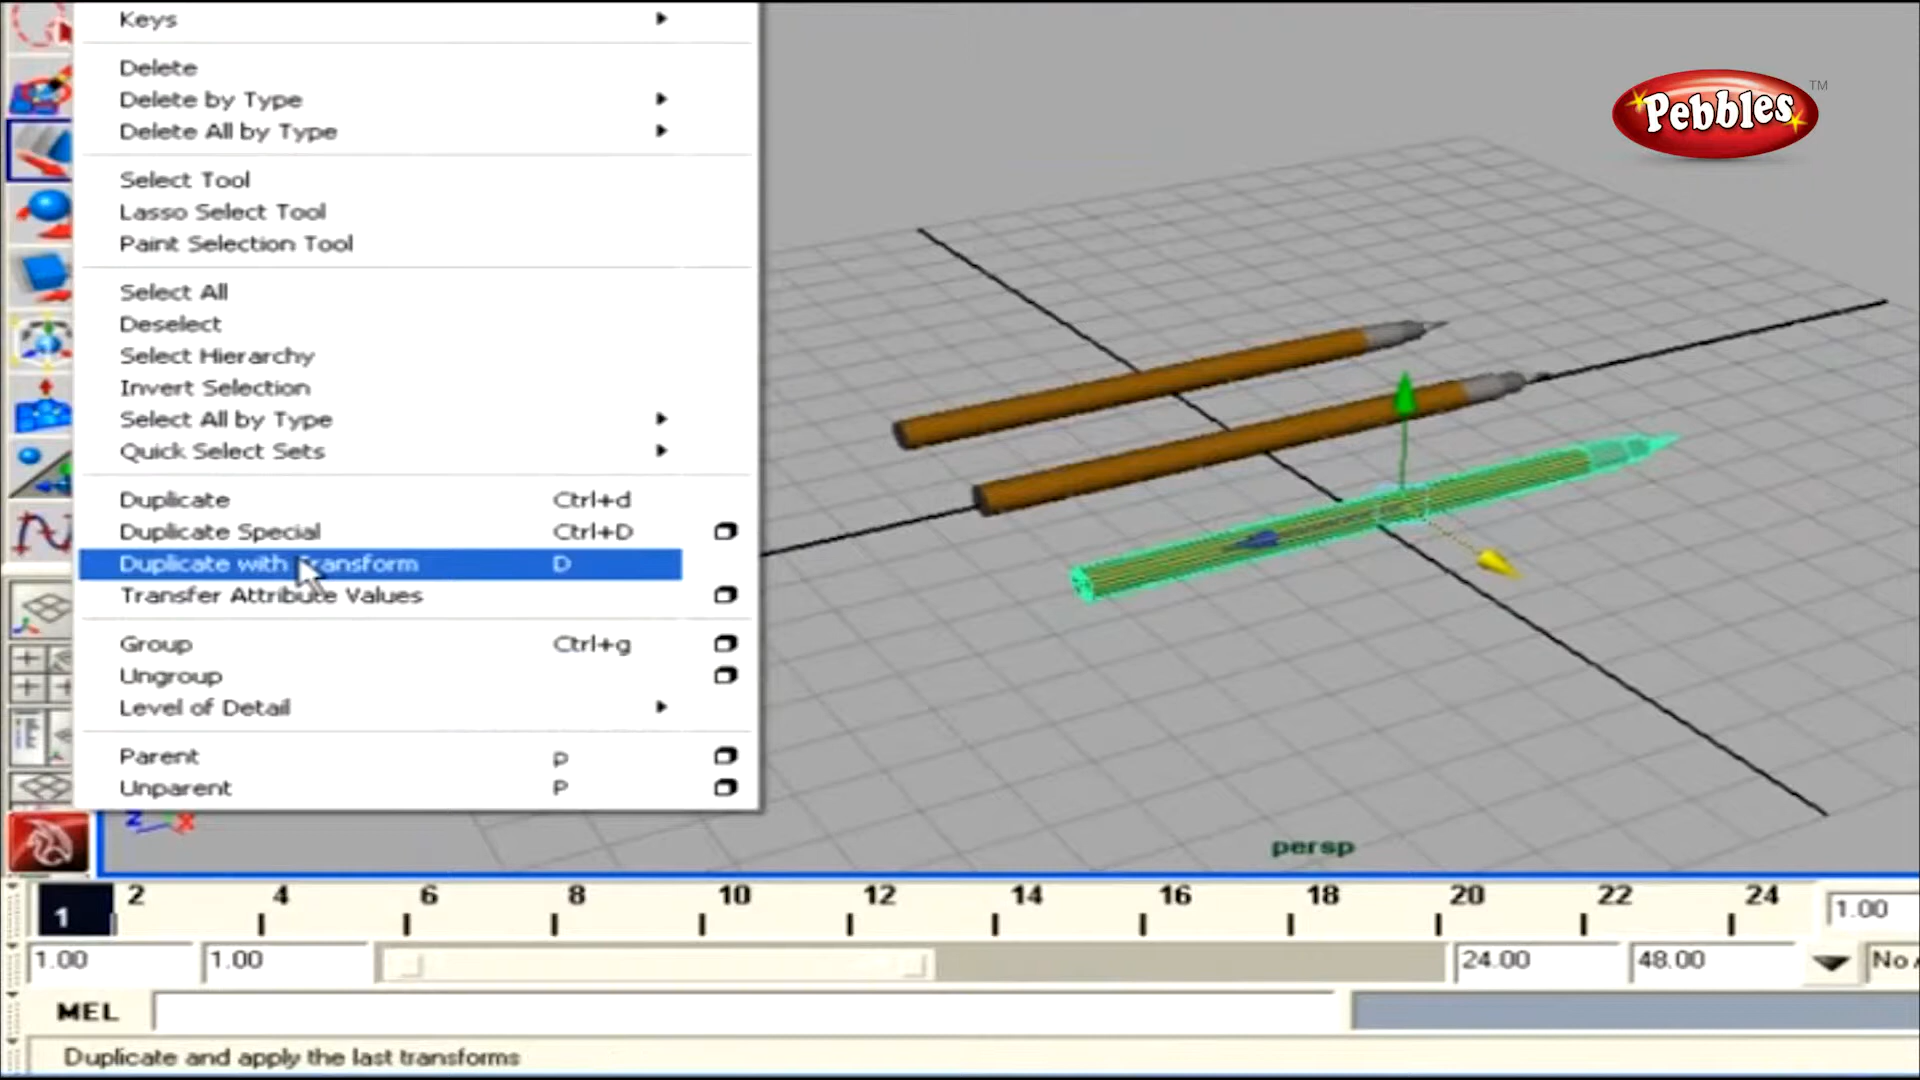 Keys
Delete
Delete by Type
Delete All by Type
Select Tool
Lasso Select Tool
Paint Selection Tool
Select All
Deselect
Select Hierarchy
Invert Selection
Select All by Type
Quick Select Sets
Duplicate Ctrl+d
Duplicate Special Ctrl+D
Duplicate with Transform D
Transfer Attribute Values
Group Ctrl+g
Ungroup
Level of Detail
Parent p
Unparent P
Pebbles TM
Z X
persp
1 2 4 6 8 10 12 14 16 18 20 22 24 1.00
1.00 1.00 24.00 48.00 No
MEL
Duplicate and apply the last transforms